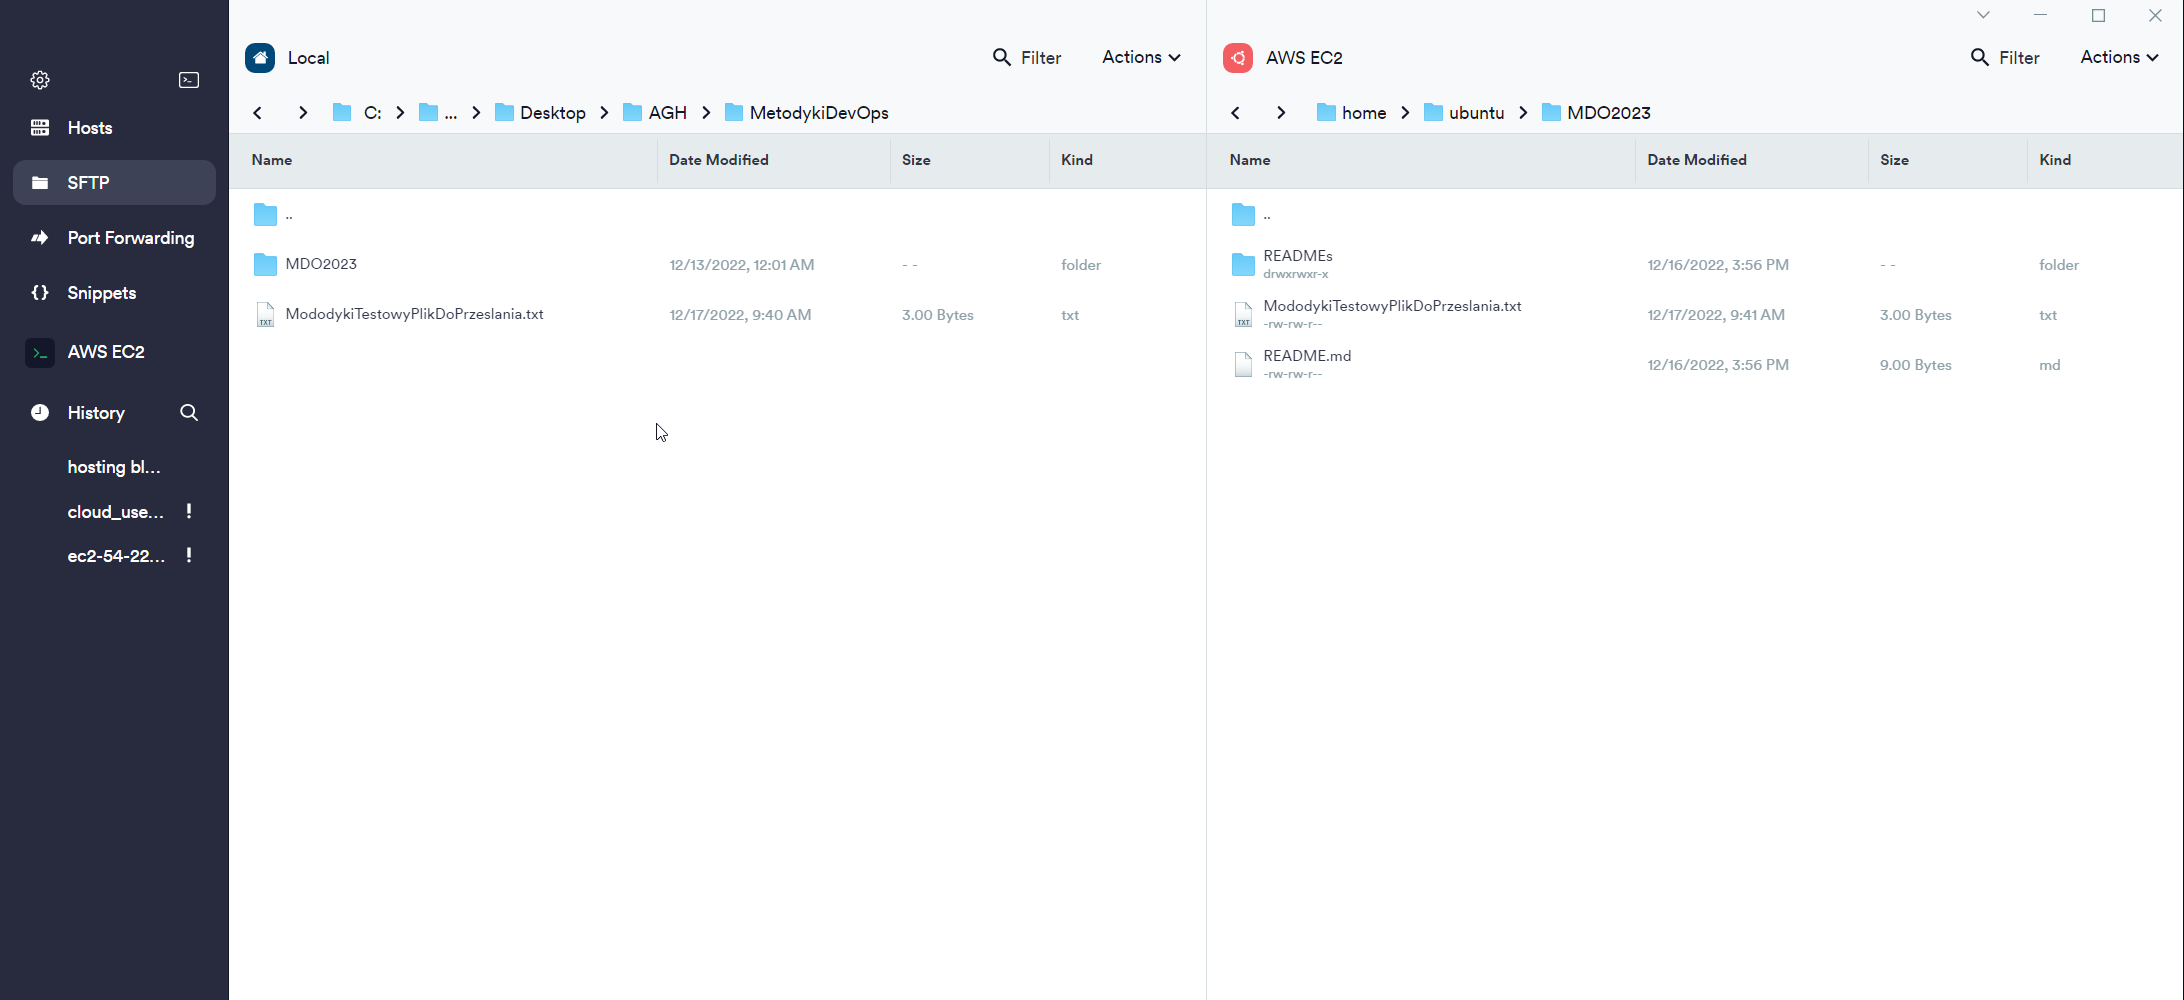 Local
Filter
Actions
AWS EC2
Filter
Actions
Hosts
SFTP
Port Forwarding
Snippets
AWS EC2
History
hosting bl...
cloud_use... !
ec2-54-22... !
C: > ... > Desktop > AGH > MetodykiDevOps
Name Date Modified Size Kind
..
MDO2023 12/13/2022, 12:01 AM - - folder
MododykiTestowyPlikDoPrzeslania.txt 12/17/2022, 9:40 AM 3.00 Bytes txt
home > ubuntu > MDO2023
Name Date Modified Size Kind
..
READMEs 12/16/2022, 3:56 PM - - folder
drwxrwxr-x
MododykiTestowyPlikDoPrzeslania.txt 12/17/2022, 9:41 AM 3.00 Bytes txt
-rw-rw-r--
README.md 12/16/2022, 3:56 PM 9.00 Bytes md
-rw-rw-r--